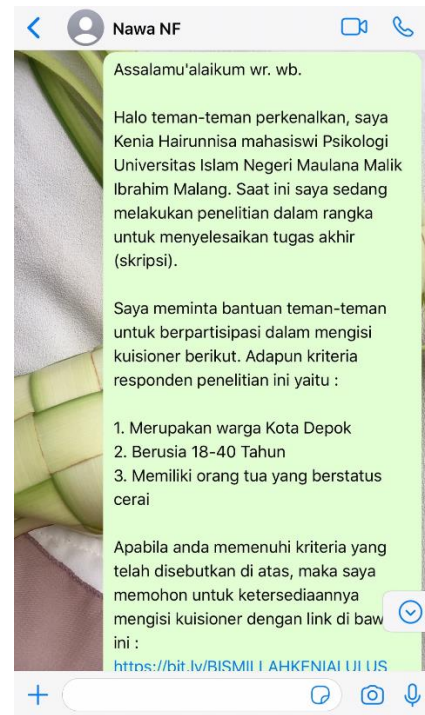 Nawa NF
Assalamu'alaikum wr. wb.
Halo teman-teman perkenalkan, saya
Kenia Hairunnisa mahasiswi Psikologi
Universitas Islam Negeri Maulana Malik
Ibrahim Malang. Saat ini saya sedang
melakukan penelitian dalam rangka
untuk menyelesaikan tugas akhir
(skripsi).
Saya meminta bantuan teman-teman
untuk berpartisipasi dalam mengisi
kuisioner berikut. Adapun kriteria
responden penelitian ini yaitu :
1. Merupakan warga Kota Depok
2. Berusia 18-40 Tahun
3. Memiliki orang tua yang berstatus
cerai
Apabila anda memenuhi kriteria yang
telah disebutkan di atas, maka saya
memohon untuk ketersediaannya
mengisi kuisioner dengan link di baw
ini :
https://bit.ly/BISMILLAHKENIALULUS